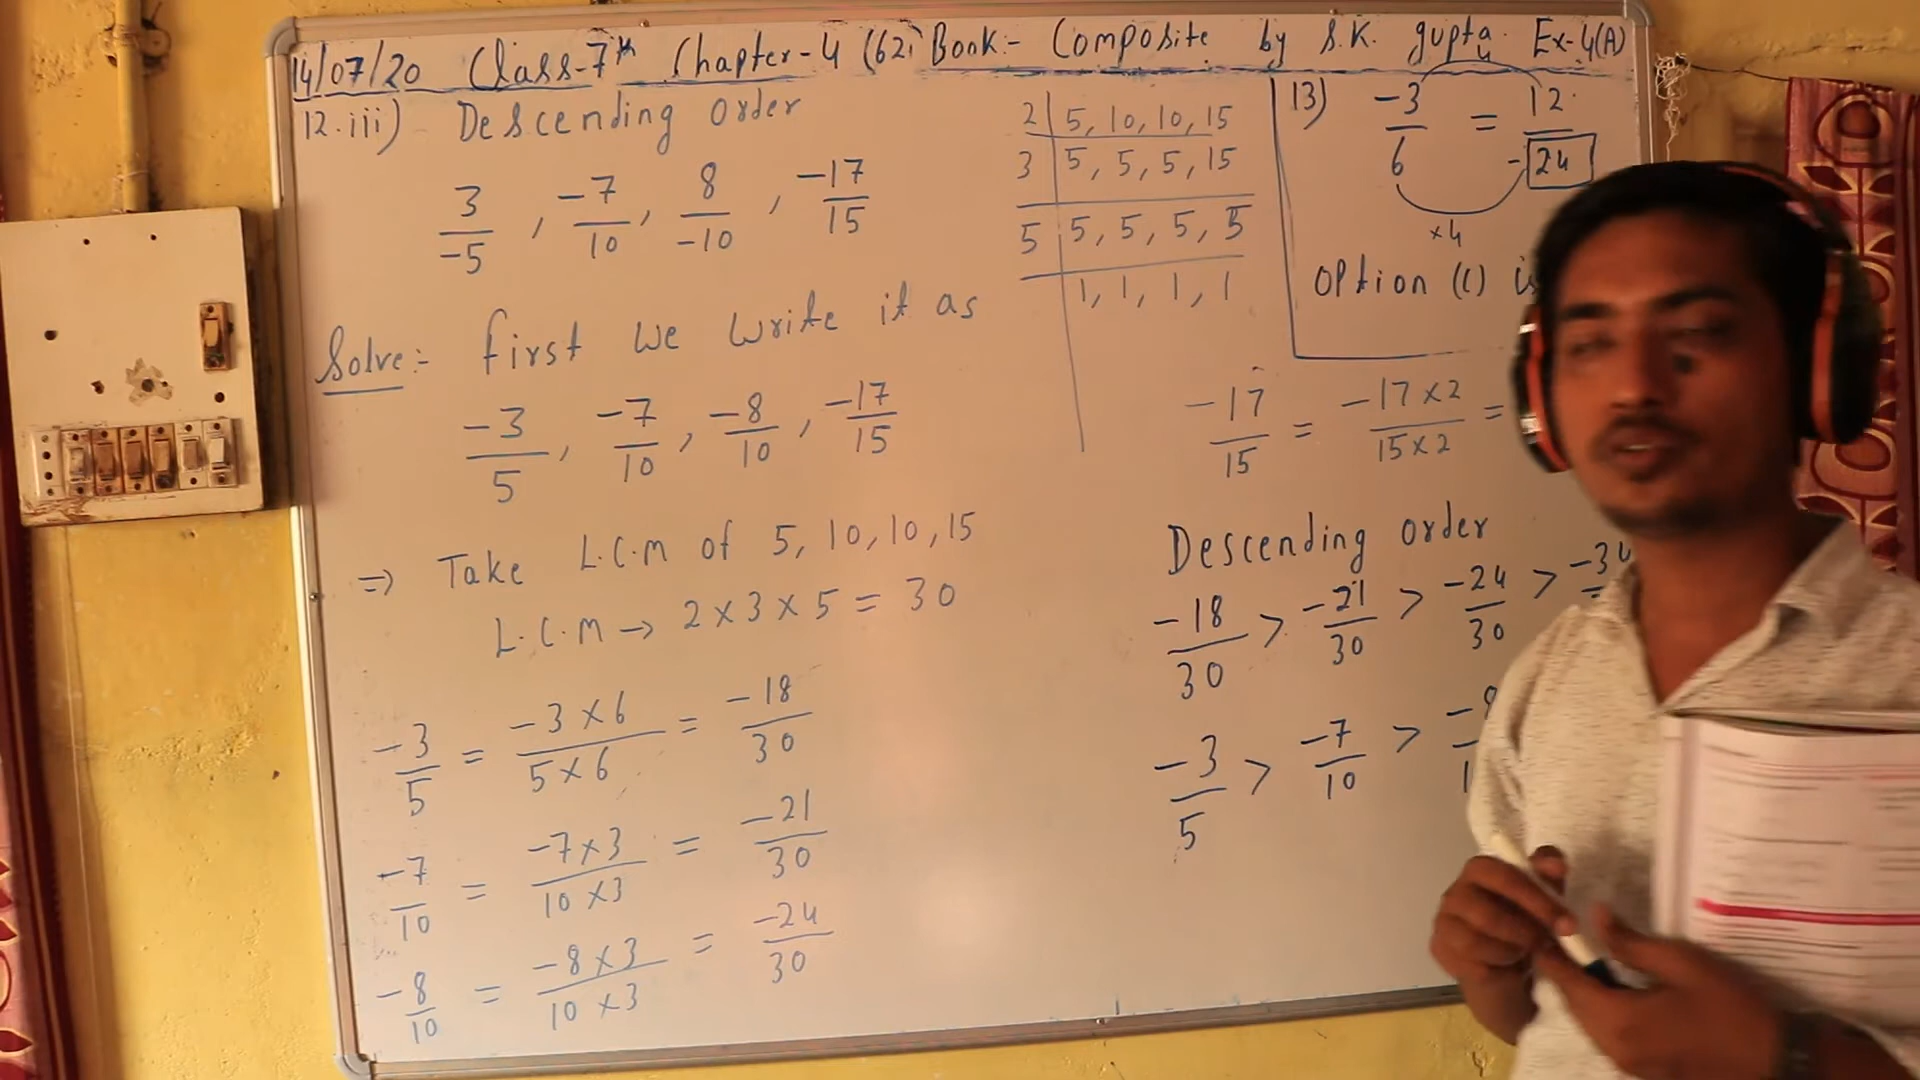 14/07/20 Class-7th Chapter-4 (62) Book:- Composite by S.K. gupta Ex-4(A)
12.iii) Descending order
3/-5 , -7/10 , 8/-10 , -17/15
Solve:- first we write it as
-3/5 , -7/10 , -8/10 , -17/15
=> Take L.C.M of 5, 10, 10, 15
L.C.M → 2 × 3 × 5 = 30
-3/5 = -3×6/5×6 = -18/30
-7/10 = -7×3/10×3 = -21/30
-8/10 = -8×3/10×3 = -24/30
2 | 5, 10, 10, 15
3 | 5, 5, 5, 15
5 | 5, 5, 5, 5
1, 1, 1, 1
13) -3/6 = 12/-24
×4
option (c) is
-17/15 = -17×2/15×2 =
Descending order
-18/30 > -21/30 > -24/30 > -34
-3/5 > -7/10 > -8